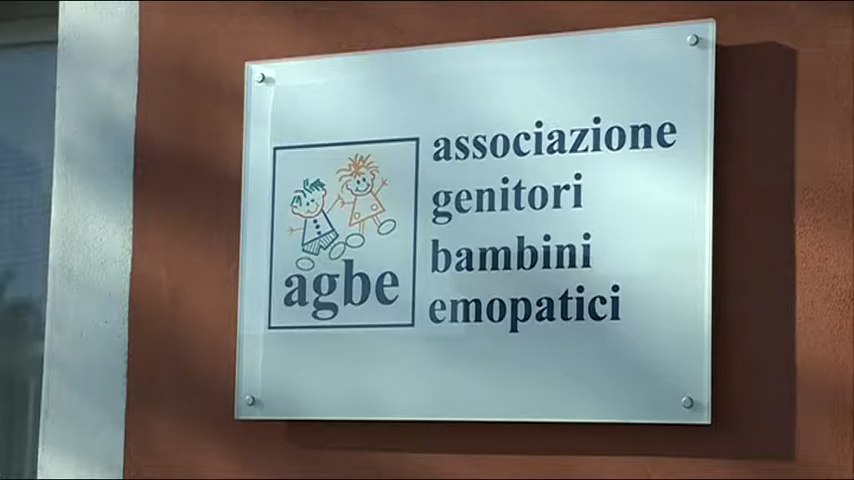 agbe
associazione
genitori
bambini
emopatici